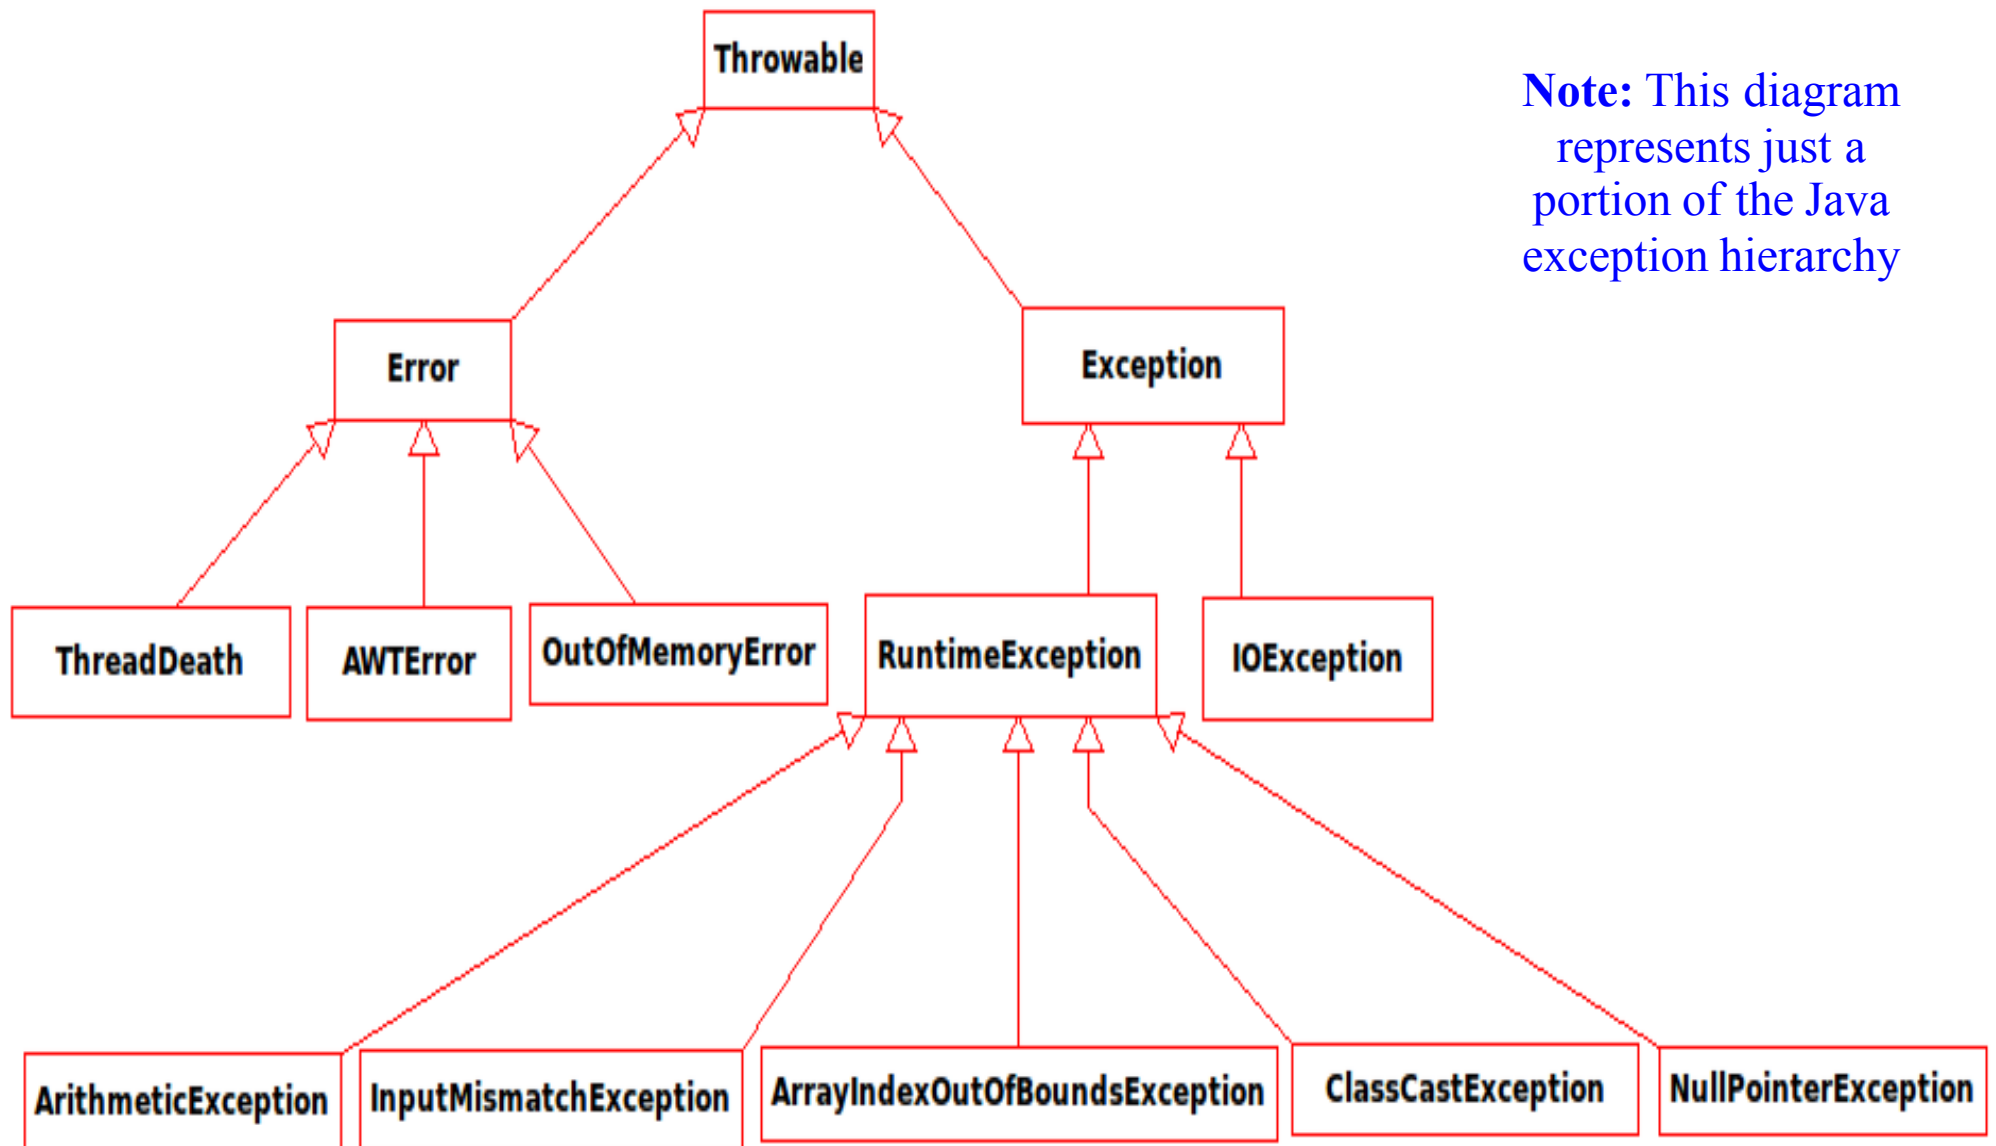 Throwable
Note: This diagram
represents just a
portion of the Java
exception hierarchy
Error
Exception
ThreadDeath
AWTError
OutOfMemoryError
RuntimeException
IOException
ArithmeticException
InputMismatchException
ArrayIndexOutOfBoundsException
ClassCastException
NullPointerException